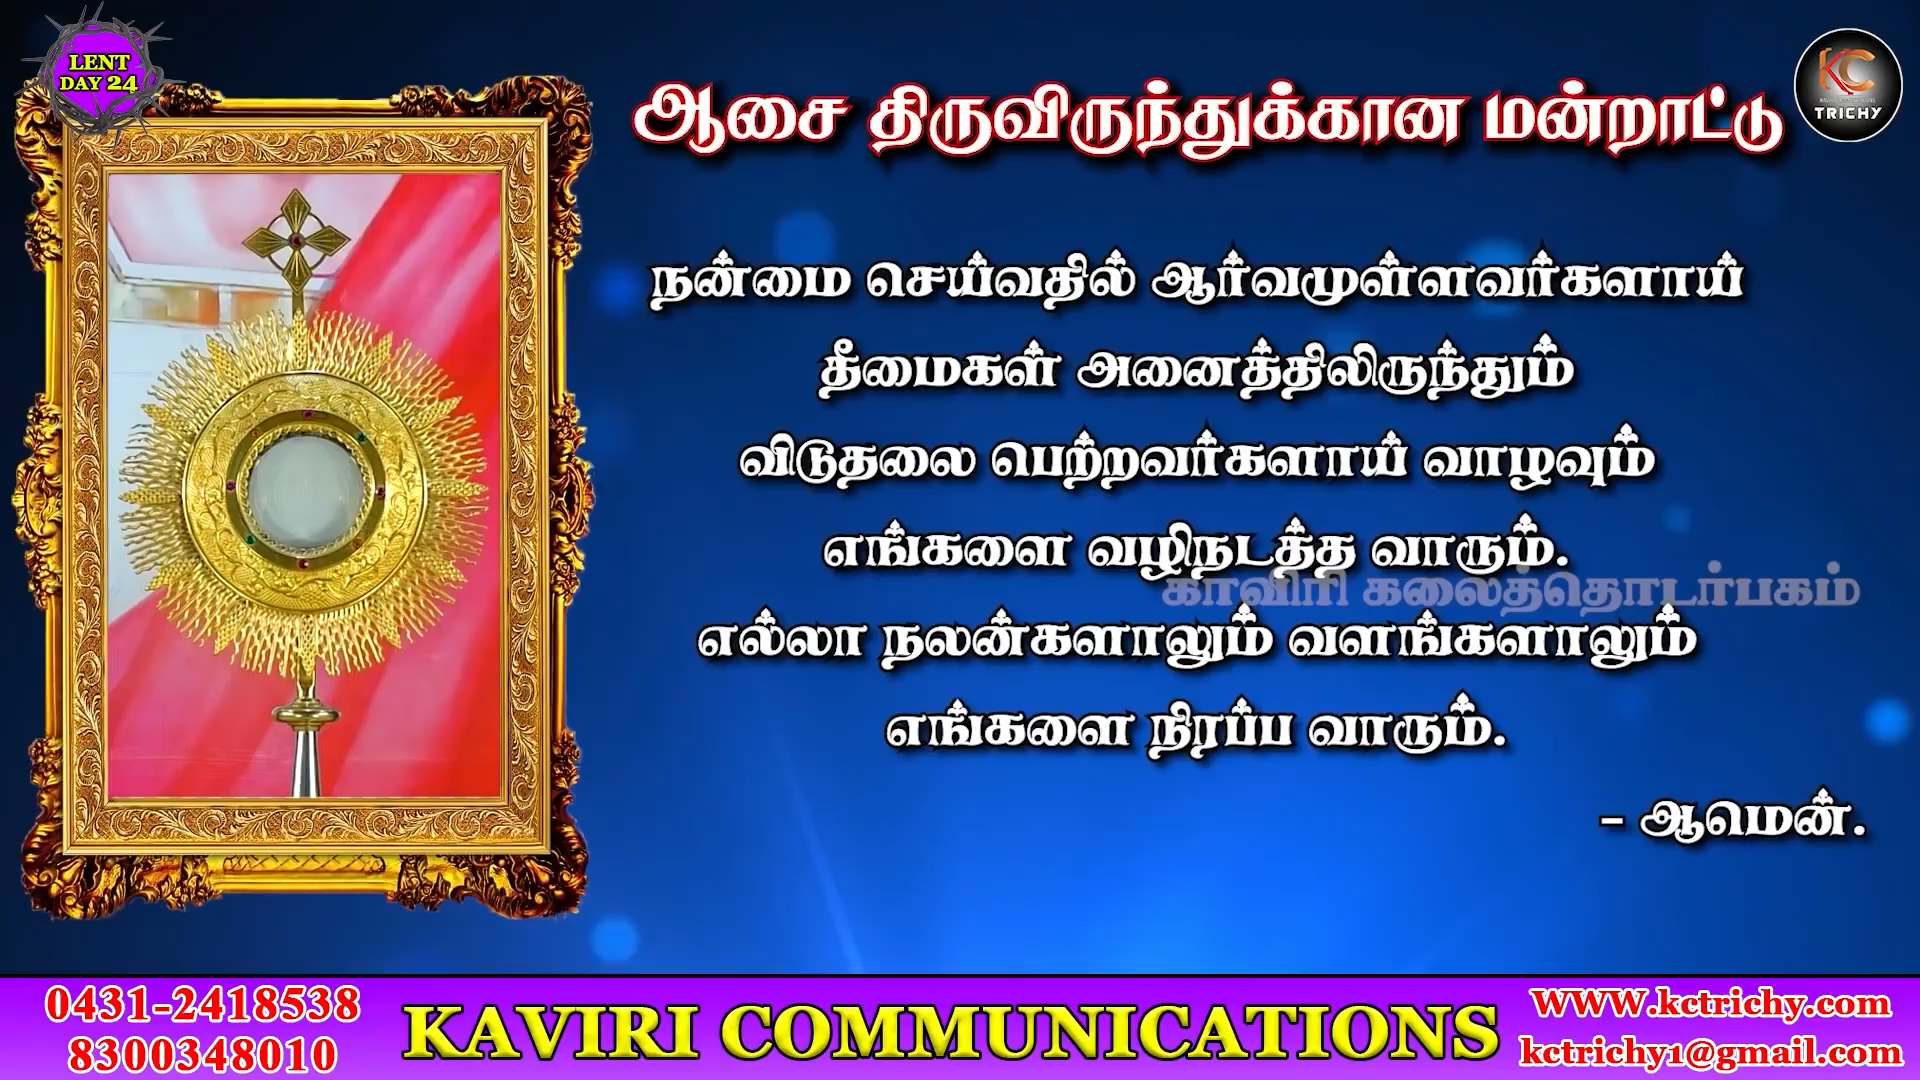 LENT
DAY 24
ஆசை திருவிருந்துக்கான மன்றாட்டு
KC
TRICHY
நன்மை செய்வதில் ஆர்வமுள்ளவர்களாய்
தீமைகள் அனைத்திலிருந்தும்
விடுதலை பெற்றவர்களாய் வாழவும்
எங்களை வழிநடத்த வாரும்.
காவிரி கலைத்தொடர்பகம்
எல்லா நலன்களாலும் வளங்களாலும்
எங்களை நிரப்ப வாரும்.
- ஆமென்.
0431-2418538
8300348010
KAVIRI COMMUNICATIONS
WWW.kctrichy.com
kctrichy1@gmail.com